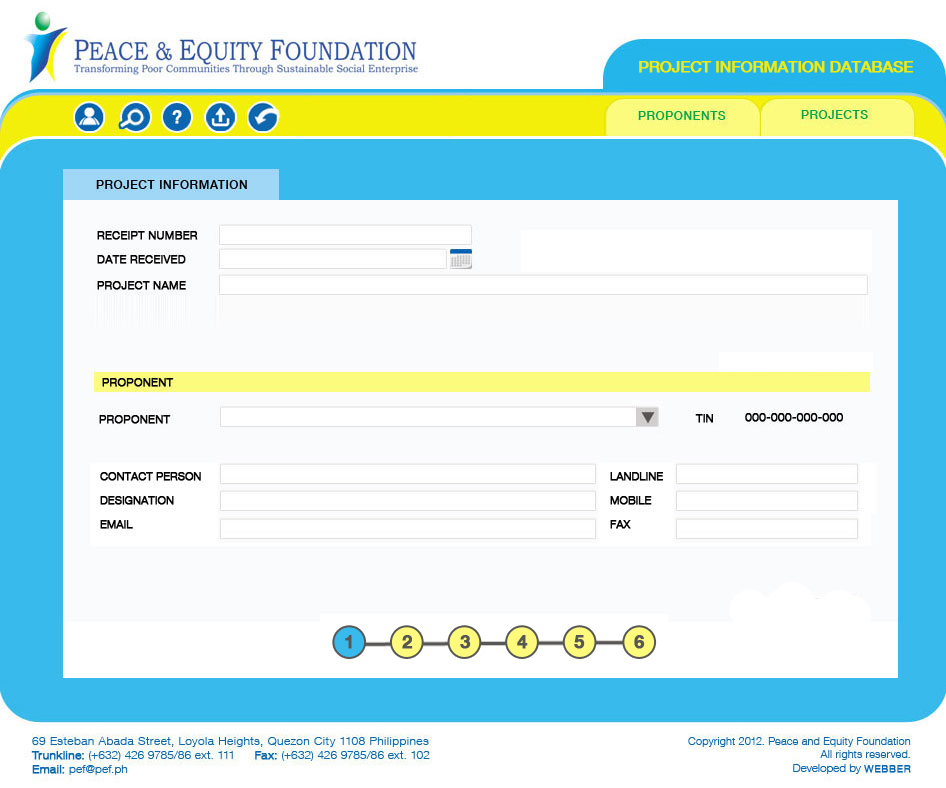 PEACE & EQUITY FOUNDATION
Transforming Poor Communities Through Sustainable Social Enterprise
PROJECT INFORMATION DATABASE
?
PROPONENTS
PROJECTS
PROJECT INFORMATION
RECEIPT NUMBER
DATE RECEIVED
PROJECT NAME
PROPONENT
PROPONENT
TIN 000-000-000-000
CONTACT PERSON
LANDLINE
DESIGNATION
MOBILE
EMAIL
FAX
1 2 3 4 5 6
69 Esteban Abada Street, Loyola Heights, Quezon City 1108 Philippines
Trunkline: (+632) 426 9785/86 ext. 111 Fax: (+632) 426 9785/86 ext. 102
Email: pef@pef.ph
Copyright 2012. Peace and Equity Foundation
All rights reserved.
Developed by WEBBER